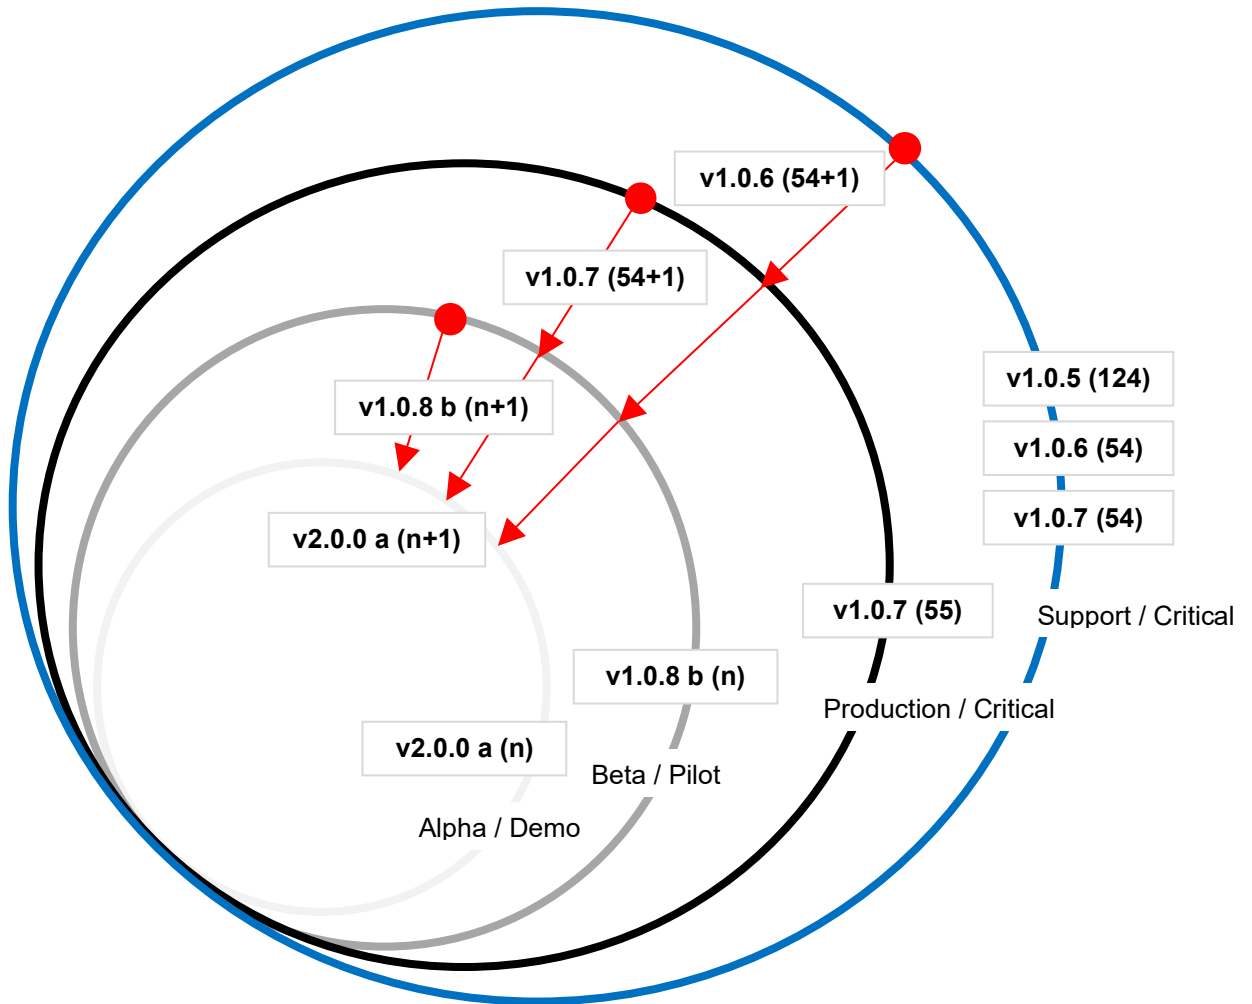 v1.0.6 (54+1)
v1.0.7 (54+1)
v1.0.5 (124)
v1.0.8 b (n+1)
v1.0.6 (54)
v1.0.7 (54)
v2.0.0 a (n+1)
v1.0.7 (55)
Support / Critical
v1.0.8 b (n)
Production / Critical
v2.0.0 a (n)
Beta / Pilot
Alpha / Demo